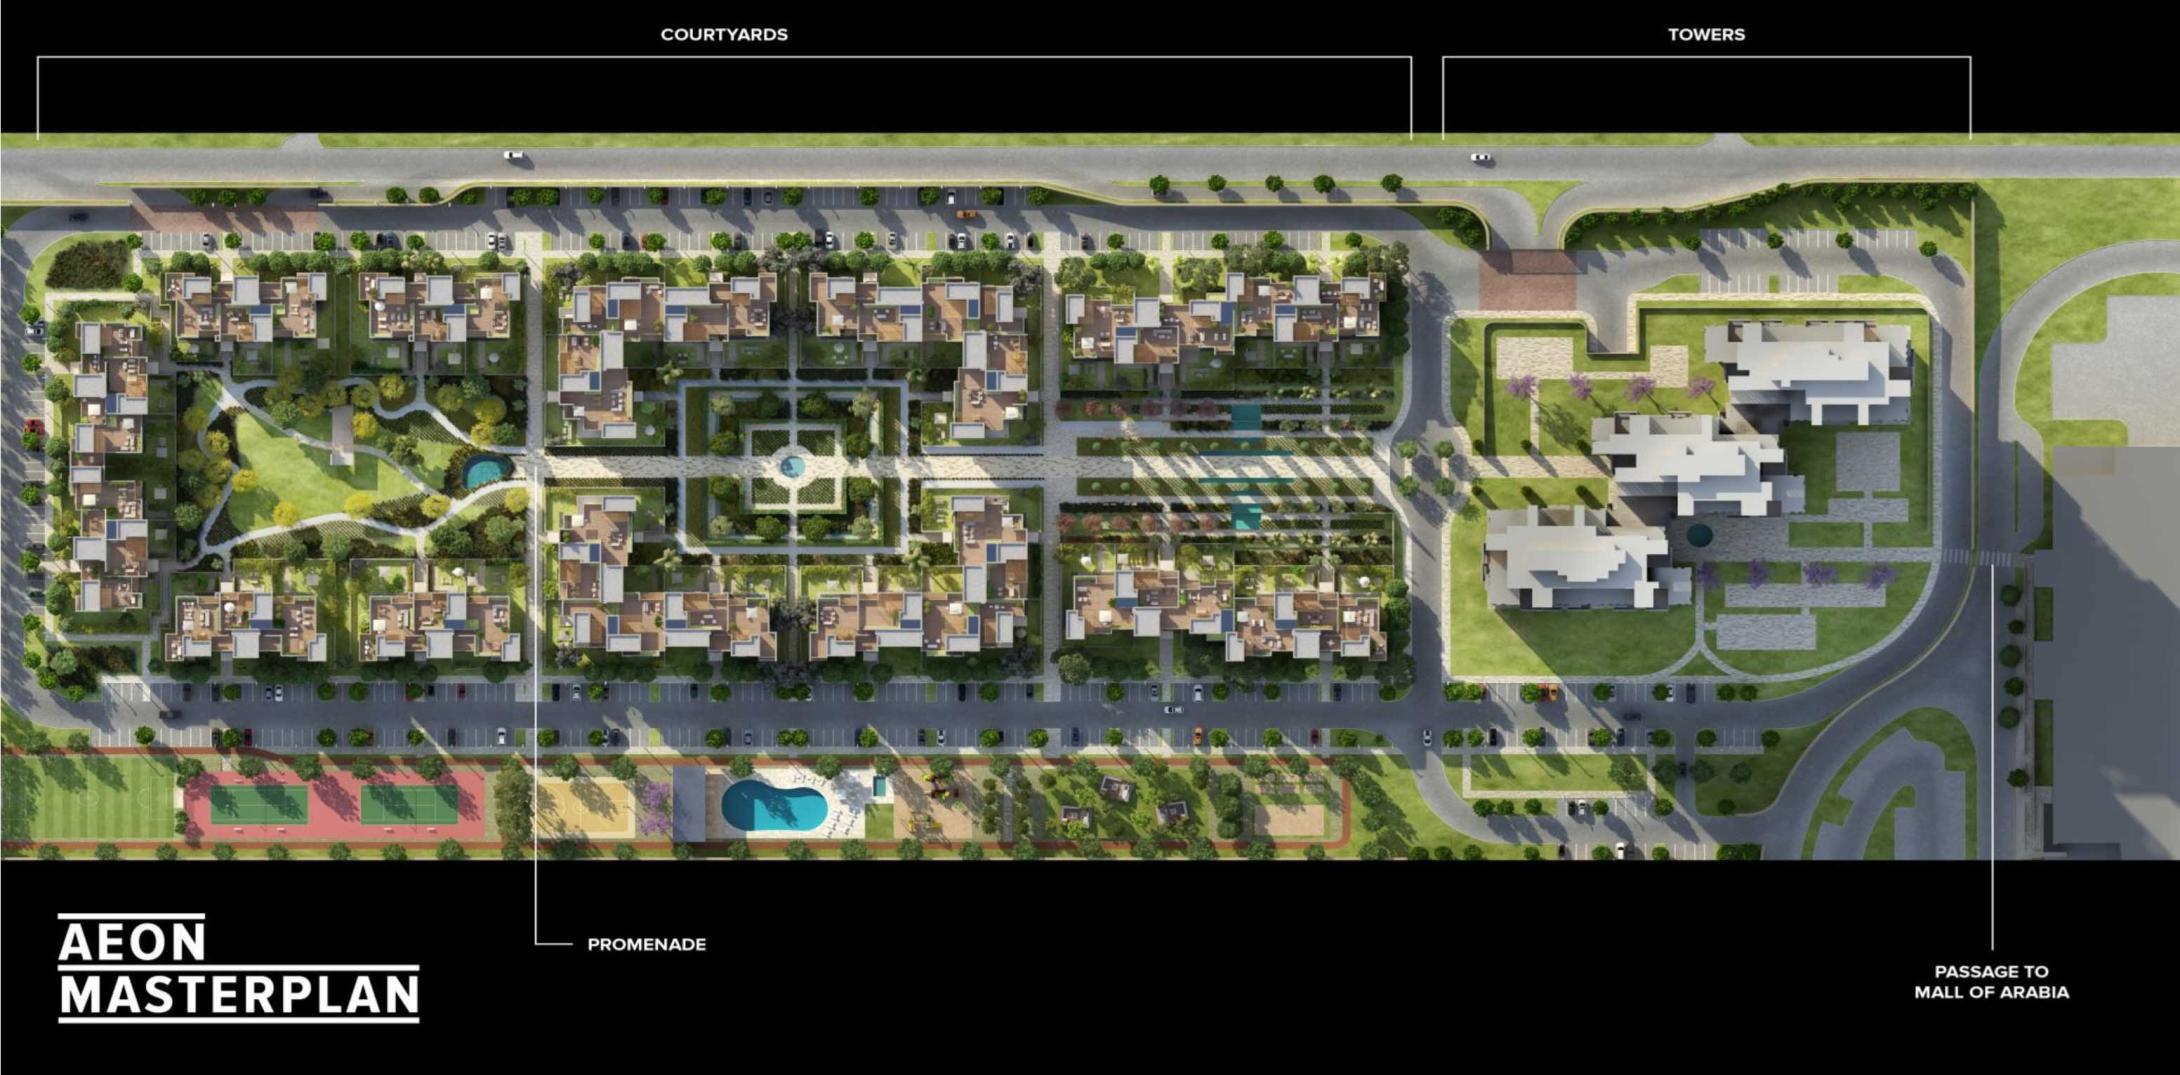 COURTYARDS
TOWERS
PROMENADE
AEON
MASTERPLAN
PASSAGE TO
MALL OF ARABIA